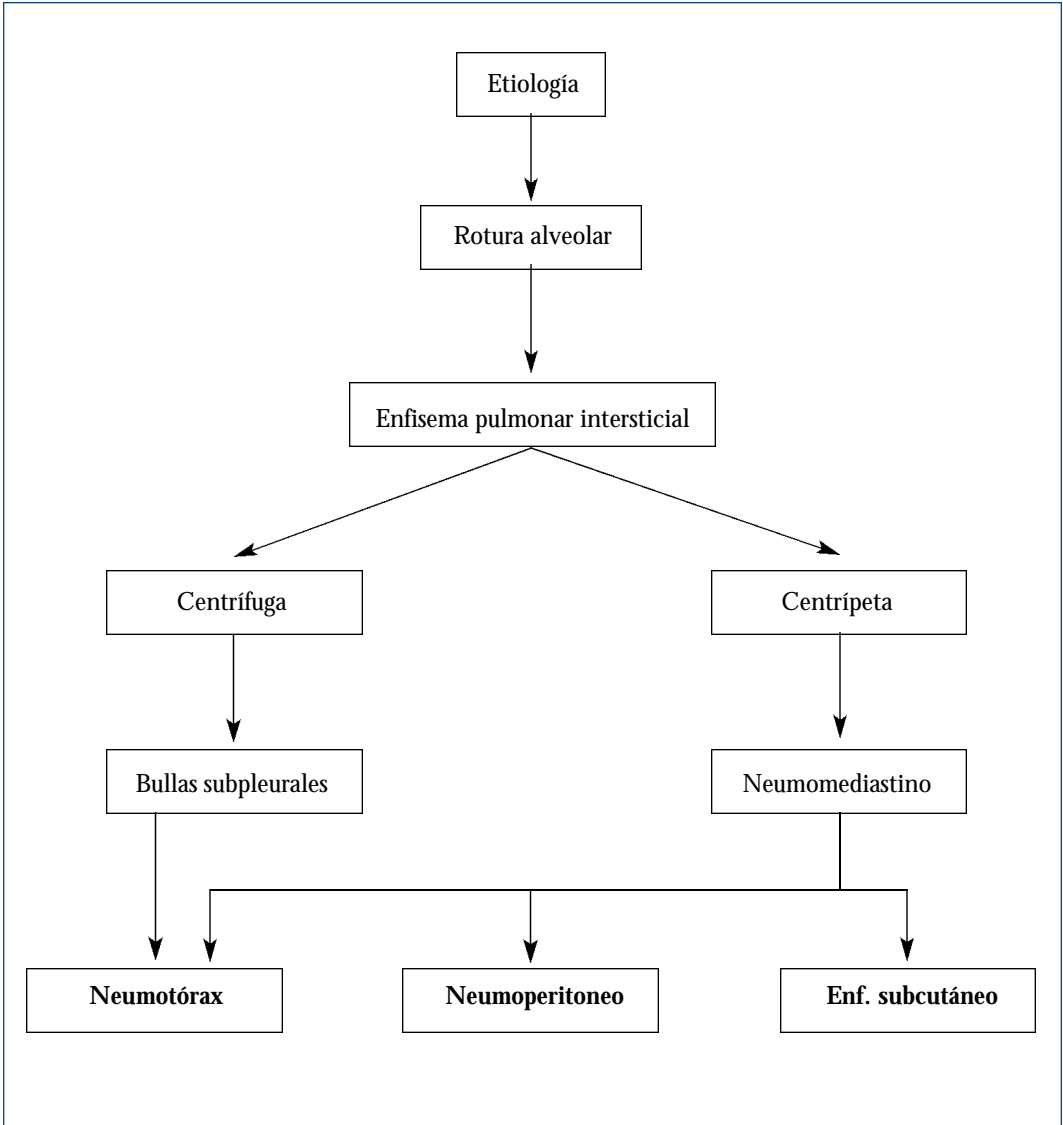 Etiología
Rotura alveolar
Enfisema pulmonar intersticial
Centrífuga
Centrípeta
Bullas subpleurales
Neumomediastino
Neumotórax
Neumoperitoneo
Enf. subcutáneo